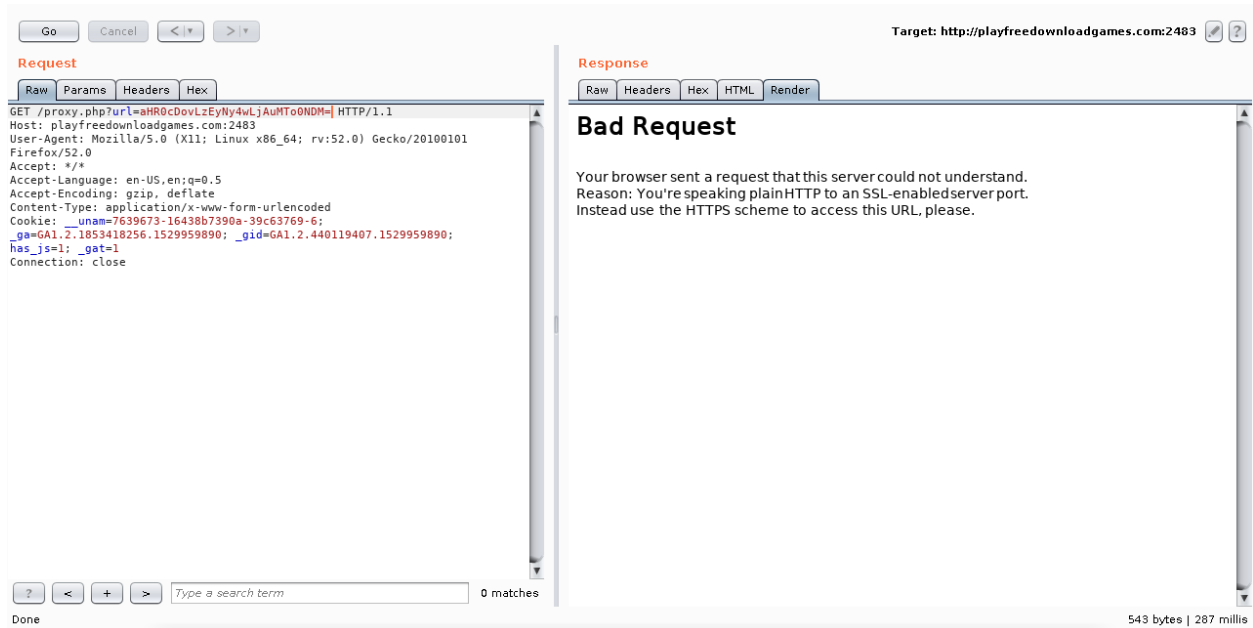 Go Cancel < > Target: http://playfreedownloadgames.com:2483 ?
Request
Raw Params Headers Hex
GET /proxy.php?url=aHR0cDovLzEyNy4wLjAuMTo0NDM= HTTP/1.1
Host: playfreedownloadgames.com:2483
User-Agent: Mozilla/5.0 (X11; Linux x86_64; rv:52.0) Gecko/20100101
Firefox/52.0
Accept: */*
Accept-Language: en-US,en;q=0.5
Accept-Encoding: gzip, deflate
Content-Type: application/x-www-form-urlencoded
Cookie: __unam=7639673-16438b7390a-39c63769-6;
_ga=GA1.2.1853418256.1529959890; _gid=GA1.2.440119407.1529959890;
has_js=1; _gat=1
Connection: close
? < + > Type a search term 0 matches
Response
Raw Headers Hex HTML Render
Bad Request
Your browser sent a request that this server could not understand.
Reason: You're speaking plain HTTP to an SSL-enabled server port.
Instead use the HTTPS scheme to access this URL, please.
Done 543 bytes | 287 millis